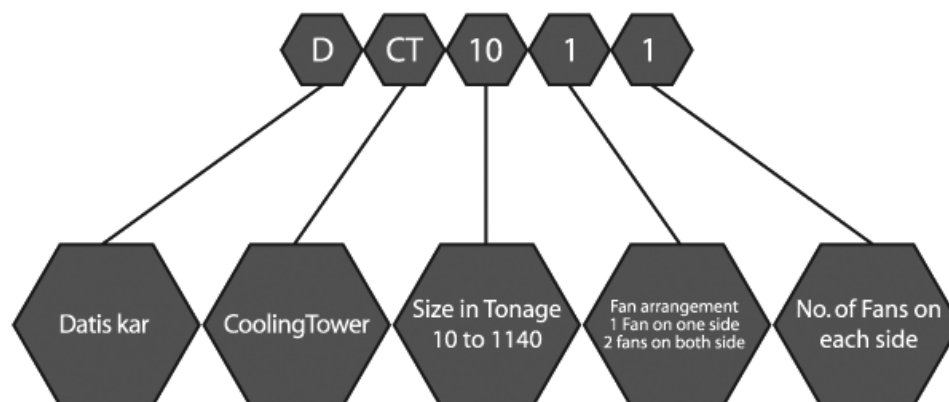 D CT 10 1 1
Datis kar
CoolingTower
Size in Tonage
10 to 1140
Fan arrangement
1 Fan on one side
2 fans on both side
No. of Fans on
each side